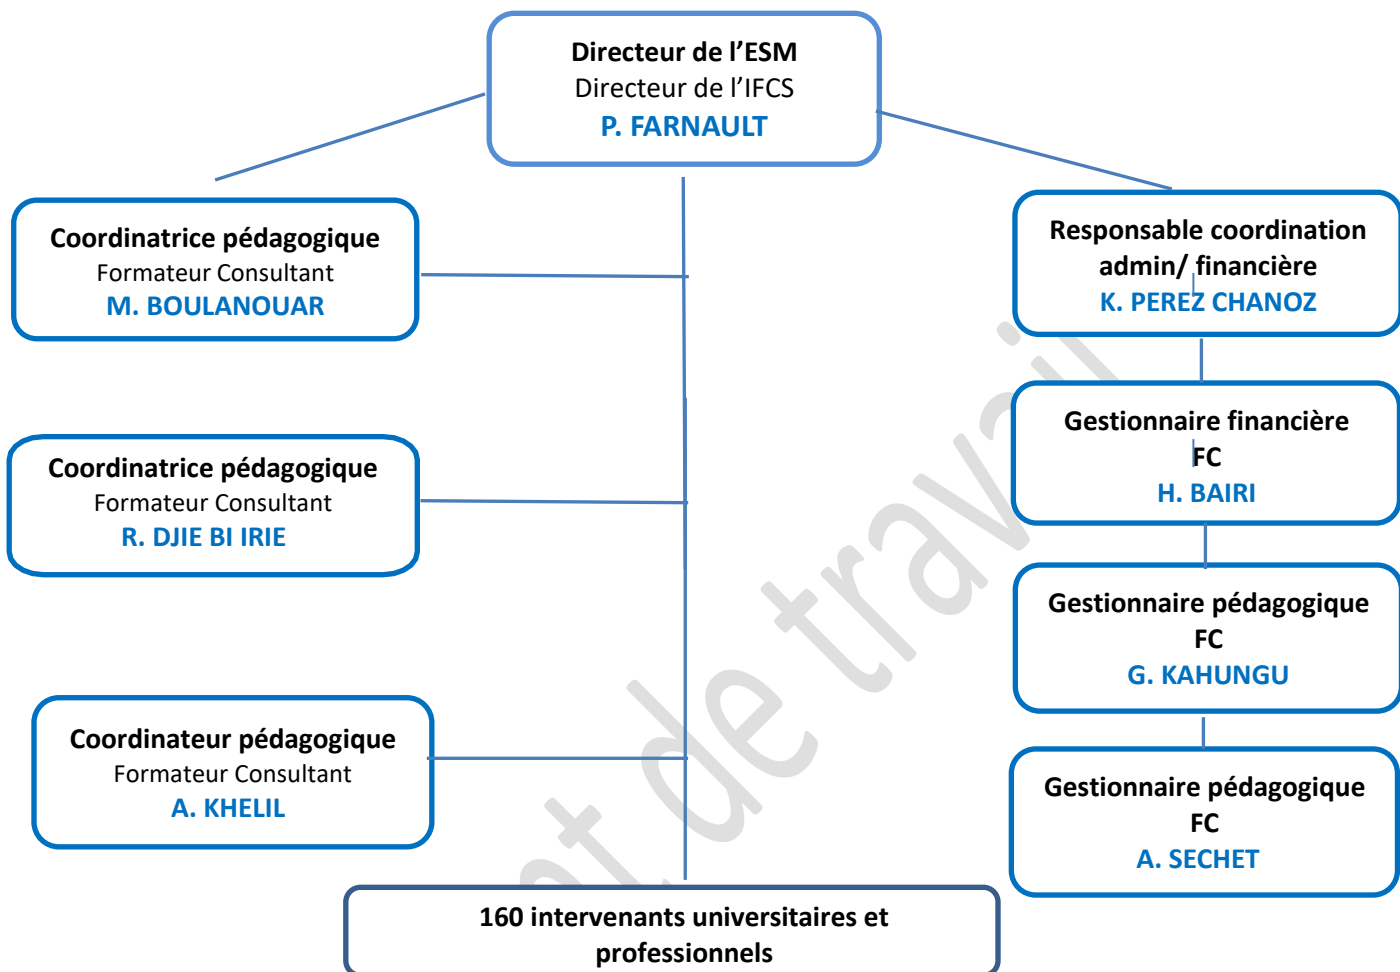 Directeur de l’ESM
Directeur de l’IFCS
P. FARNAULT
Coordinatrice pédagogique
Formateur Consultant
M. BOULANOUAR
Responsable coordination
admin/ financière
K. PEREZ CHANOZ
Gestionnaire financière
FC
H. BAIRI
Coordinatrice pédagogique
Formateur Consultant
R. DJIE BI IRIE
Gestionnaire pédagogique
FC
G. KAHUNGU
Coordinateur pédagogique
Formateur Consultant
A. KHELIL
Gestionnaire pédagogique
FC
A. SECHET
160 intervenants universitaires et
professionnels
de travail